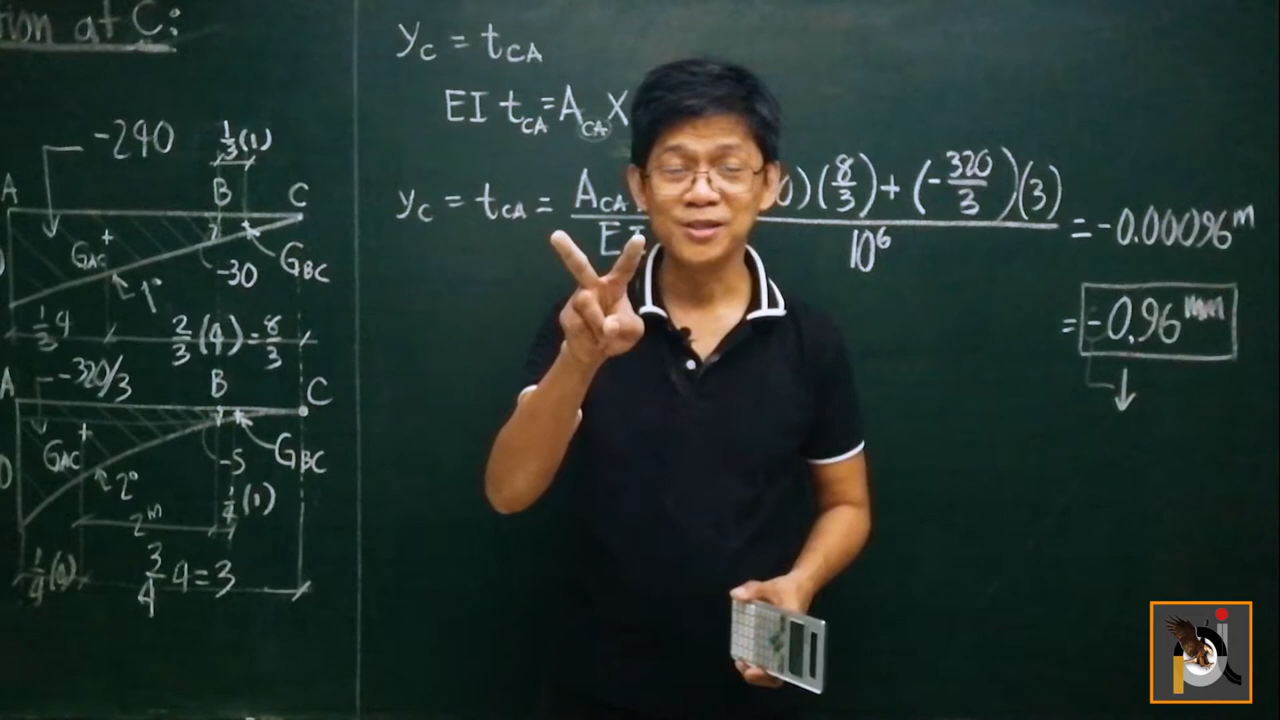 tion at C:
-240
1/3(1)
A B C
G_AC
G_BC
1°
-30
1/3 4
2/3 (4) = 8/3
-320/3
A B C
G_AC
G_BC
2°
-5
1/4 (1)
2^m
1/4 (4)
3/4 4 = 3
y_C = t_CA
EI t_CA = A_CA X
y_C = t_CA = A_CA 0)(8/3) + (-320/3)(3) = -0.00096^m
EI 10^6
= -0.96^mm